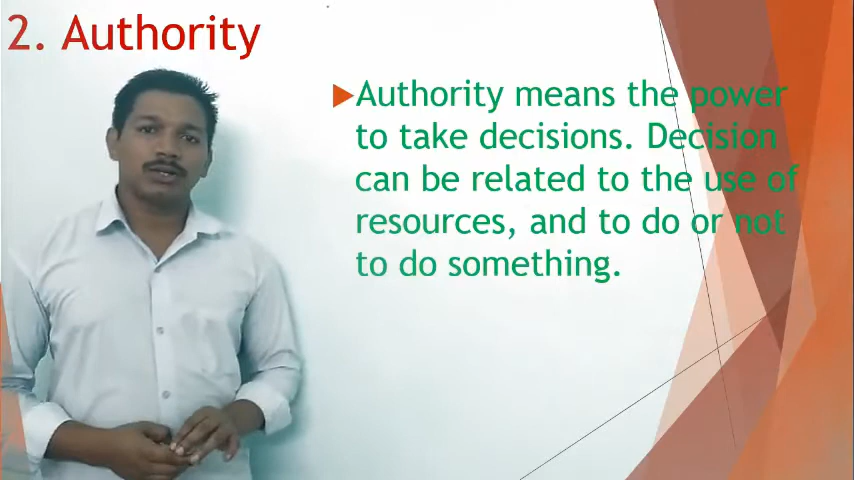 2. Authority
Authority means the power
to take decisions. Decision
can be related to the use of
resources, and to do or not
to do something.